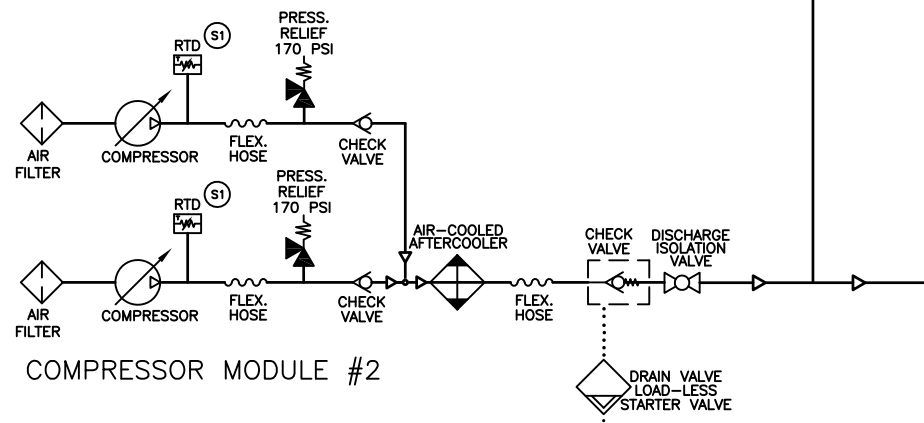 PRESS.
RELIEF
170 PSI
RTD
S1
T
AIR
FILTER
COMPRESSOR
FLEX.
HOSE
CHECK
VALVE
PRESS.
RELIEF
170 PSI
RTD
S1
T
AIR
FILTER
COMPRESSOR
FLEX.
HOSE
CHECK
VALVE
AIR-COOLED
AFTERCOOLER
FLEX.
HOSE
CHECK
VALVE
DISCHARGE
ISOLATION
VALVE
DRAIN VALVE
LOAD-LESS
STARTER VALVE
COMPRESSOR MODULE #2